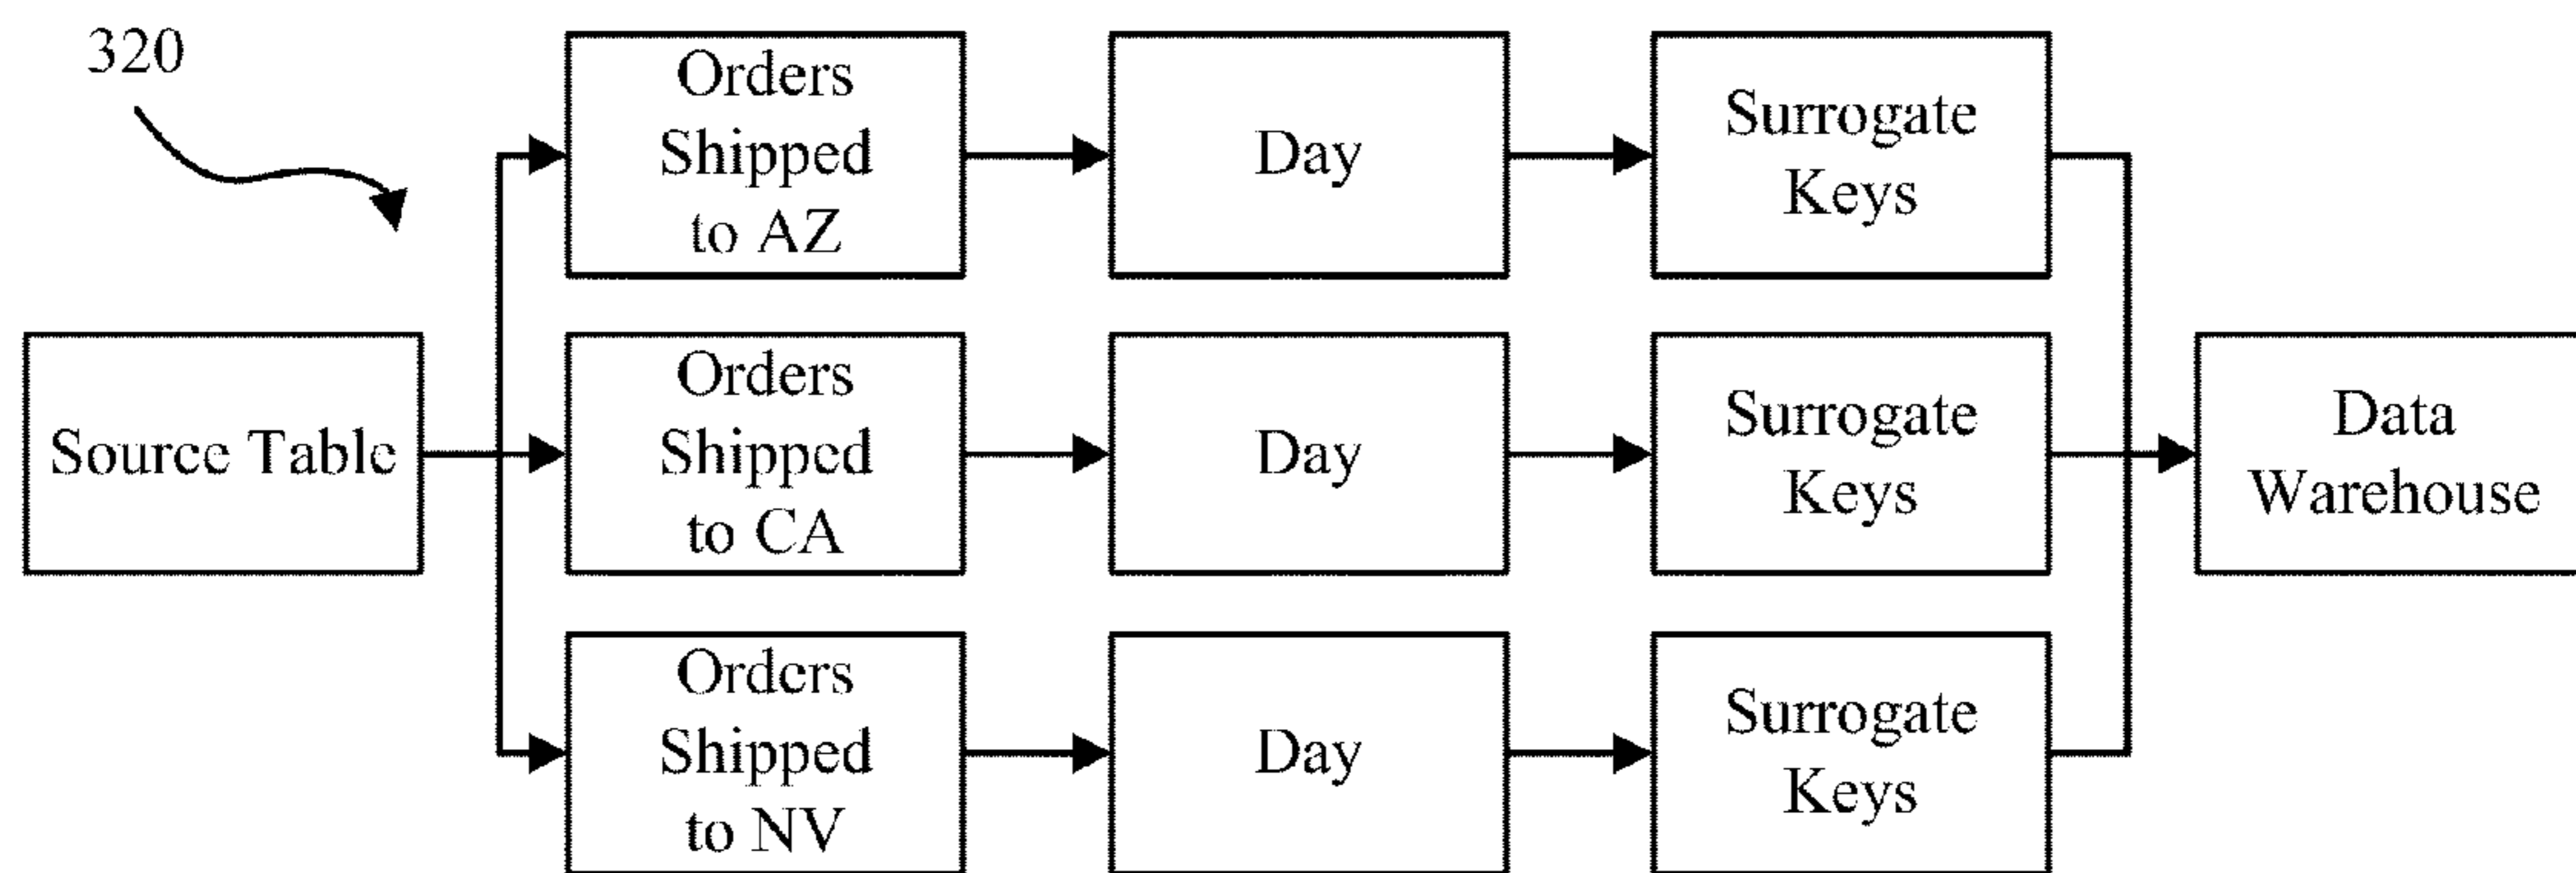 320
Orders
Shipped
to AZ
Day
Surrogate
Keys
Source Table
Orders
Shipped
to CA
Day
Surrogate
Keys
Data
Warehouse
Orders
Shipped
to NV
Day
Surrogate
Keys